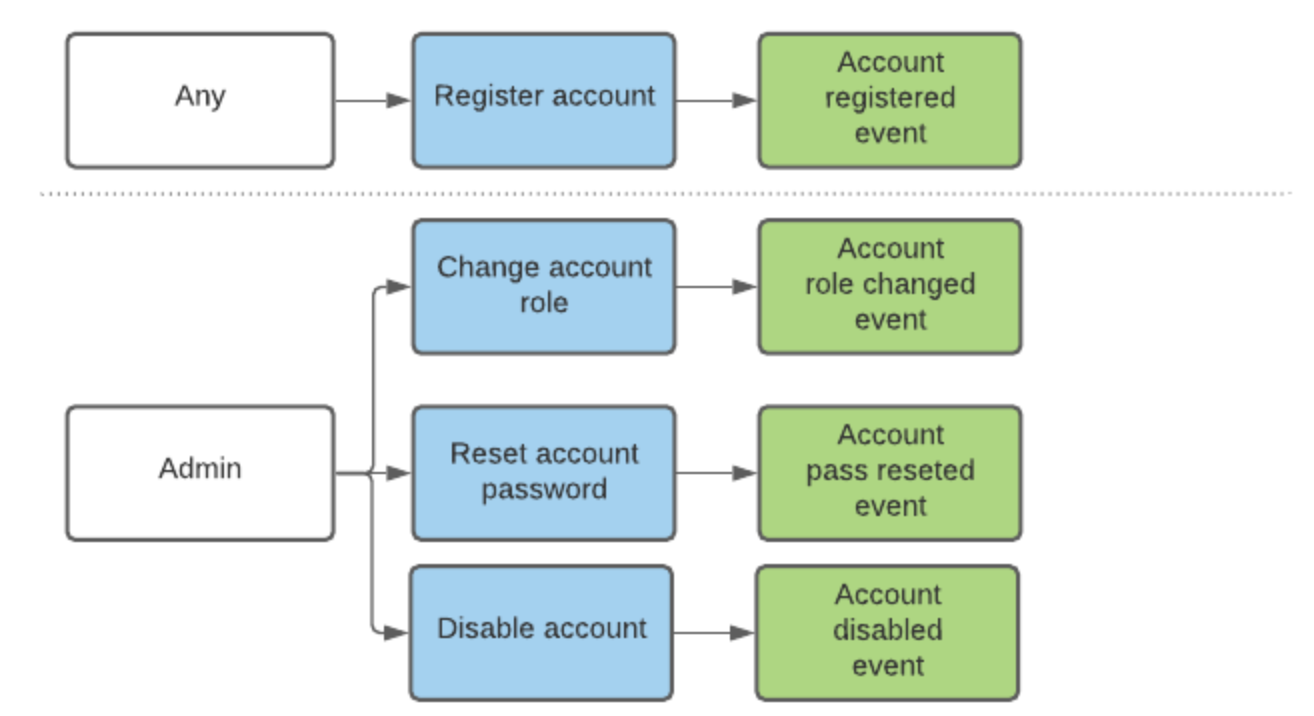 Any
Register account
Account
registered
event
Change account
role
Account
role changed
event
Admin
Reset account
password
Account
pass reseted
event
Disable account
Account
disabled
event